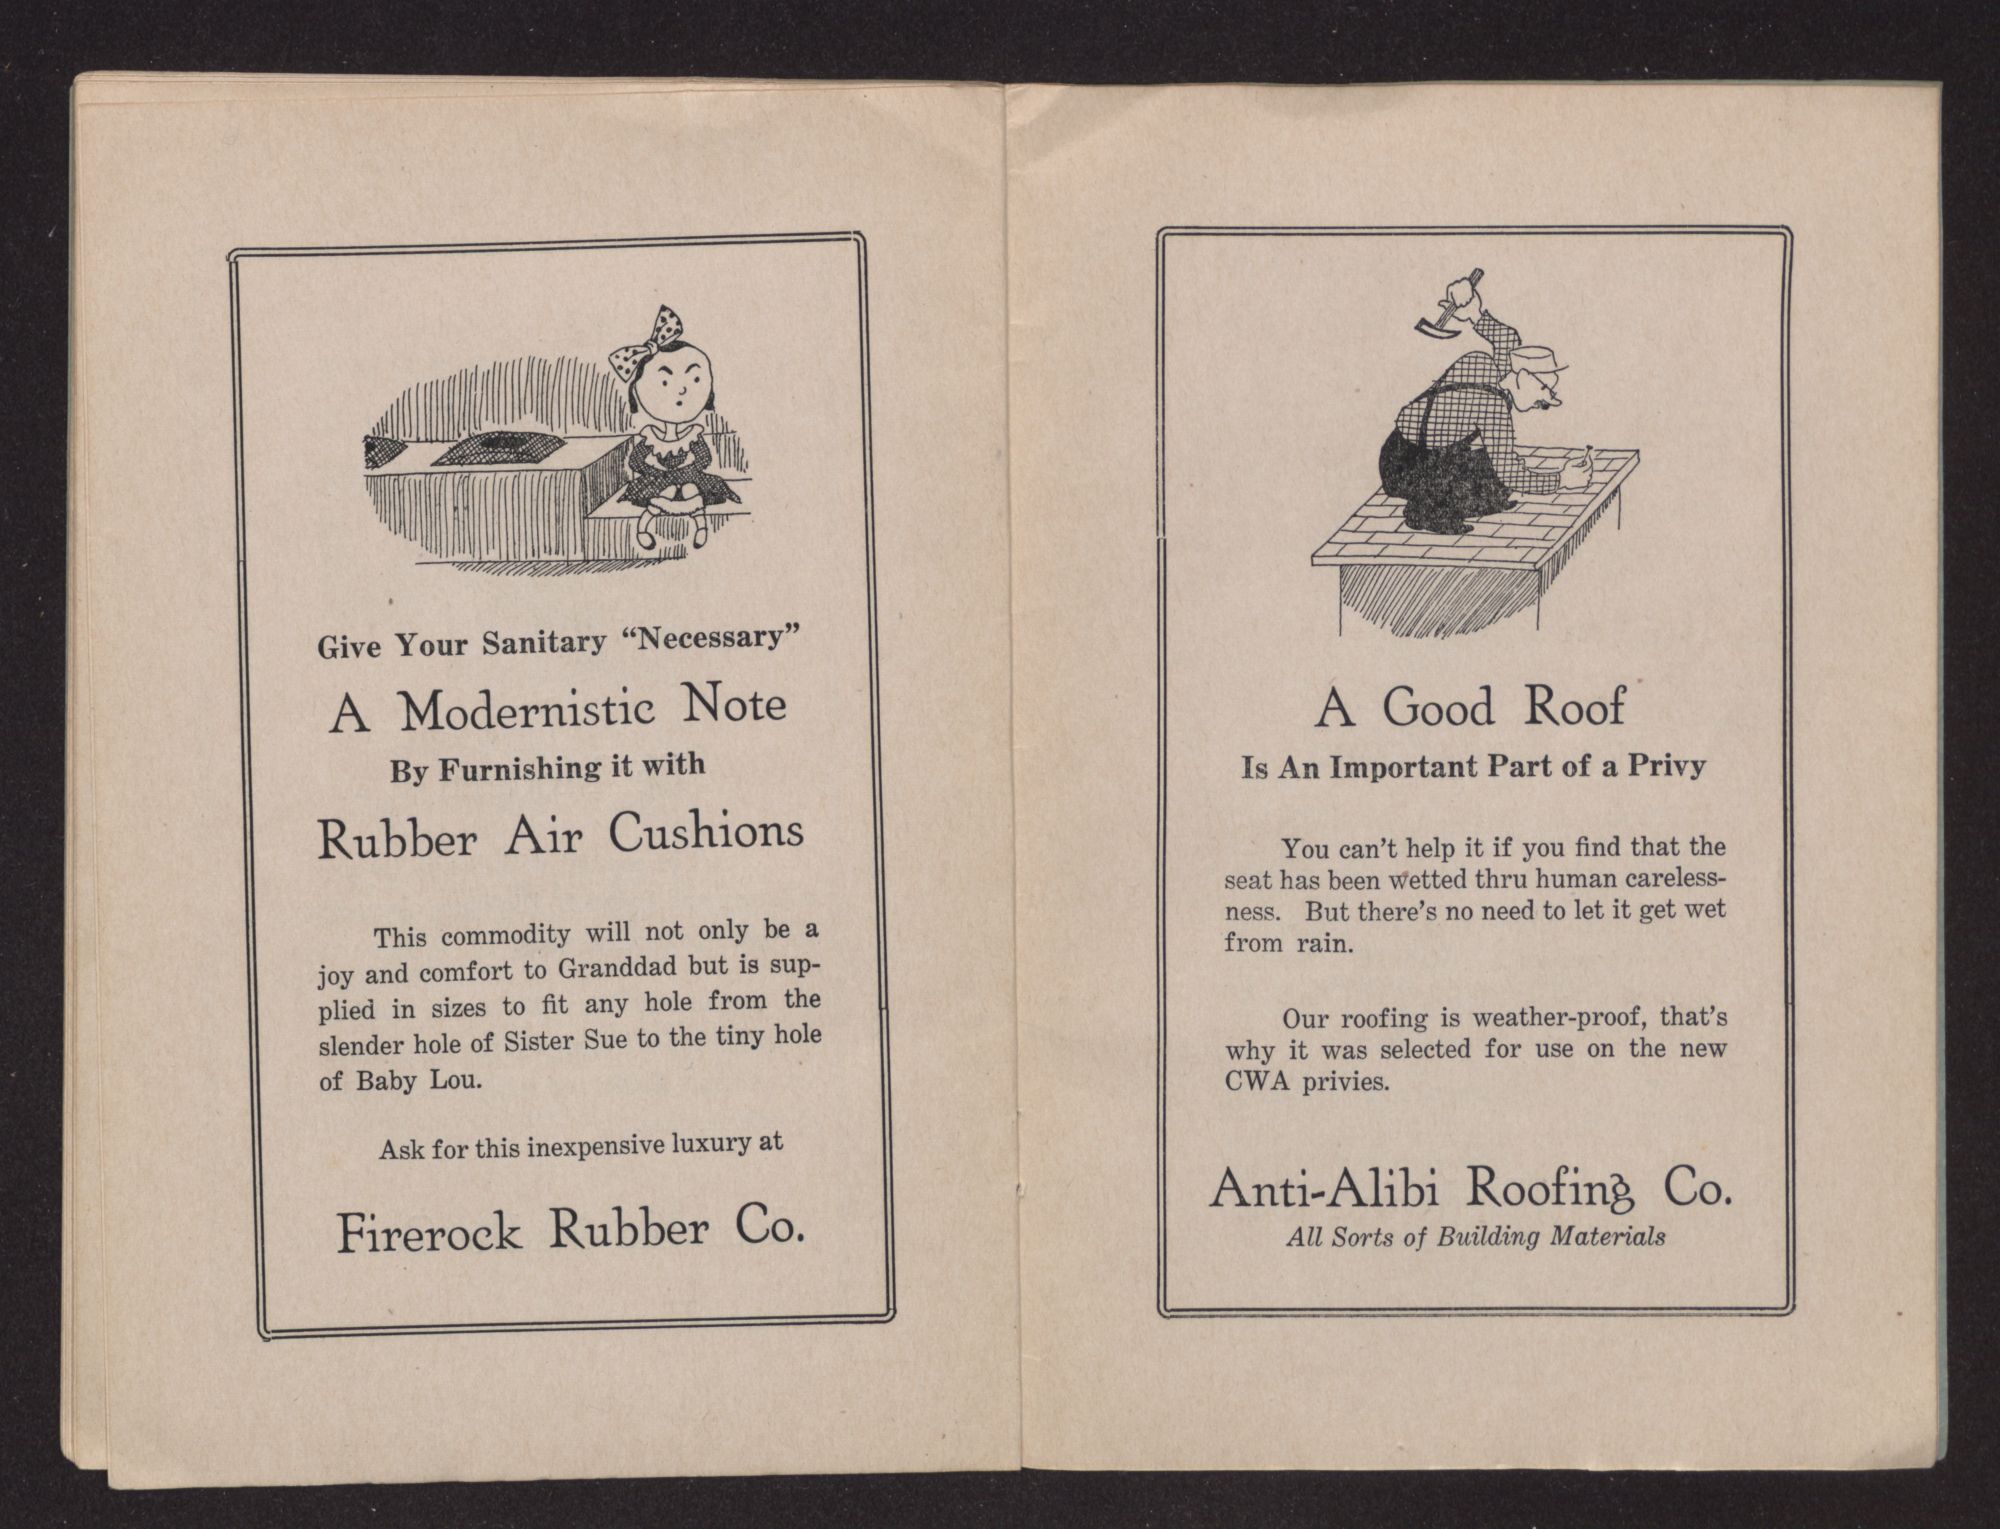 Give Your Sanitary “Necessary”
A Modernistic Note
By Furnishing it with
Rubber Air Cushions
This commodity will not only be a
joy and comfort to Granddad but is sup-
plied in sizes to fit any hole from the
slender hole of Sister Sue to the tiny hole
of Baby Lou.
Ask for this inexpensive luxury at
Firerock Rubber Co.
A Good Roof
Is An Important Part of a Privy
You can’t help it if you find that the
seat has been wetted thru human careless-
ness. But there’s no need to let it get wet
from rain.
Our roofing is weather-proof, that’s
why it was selected for use on the new
CWA privies.
Anti-Alibi Roofing Co.
All Sorts of Building Materials